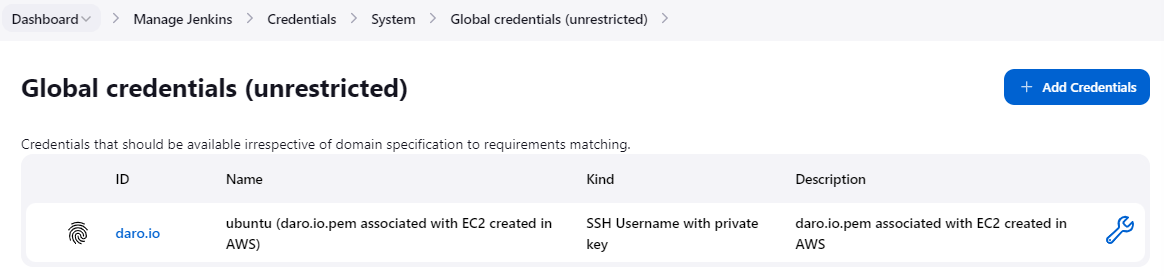 Dashboard > Manage Jenkins > Credentials > System > Global credentials (unrestricted) >
Global credentials (unrestricted)
+ Add Credentials
Credentials that should be available irrespective of domain specification to requirements matching.
ID Name Kind Description
daro.io
ubuntu (daro.io.pem associated with EC2 created in
AWS)
SSH Username with private
key
daro.io.pem associated with EC2 created in
AWS